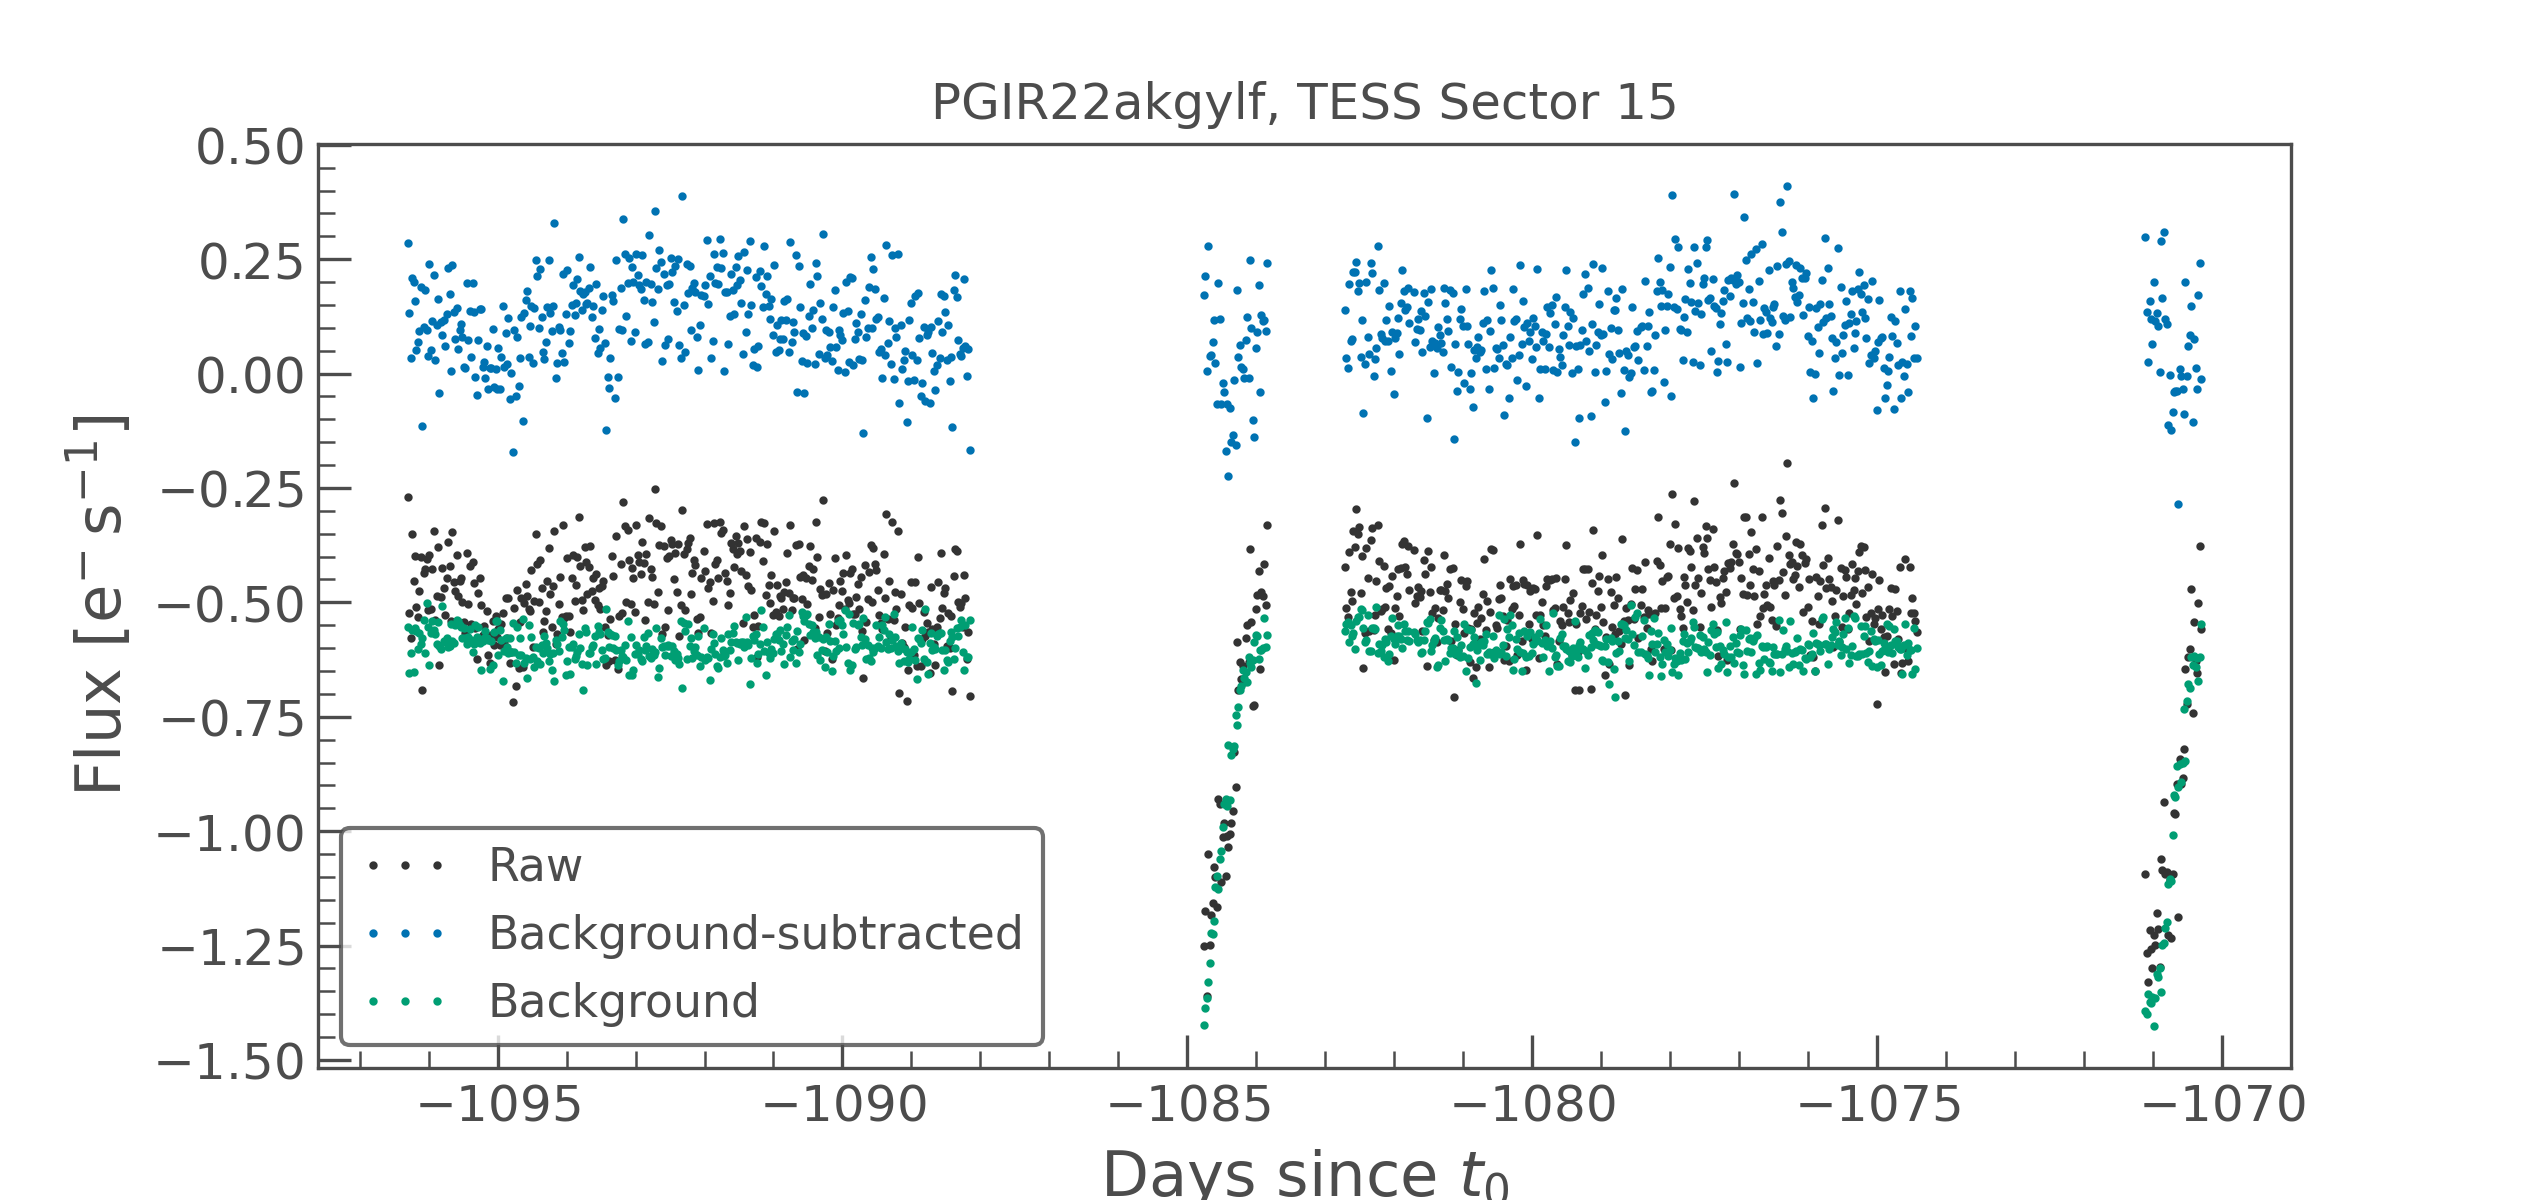 PGIR22akgylf, TESS Sector 15
0.50
0.25
0.00
−0.25
−0.50
−0.75
−1.00
−1.25
−1.50
Flux [e⁻ s⁻¹]
Raw
Background-subtracted
Background
−1095 −1090 −1085 −1080 −1075 −1070
Days since t₀